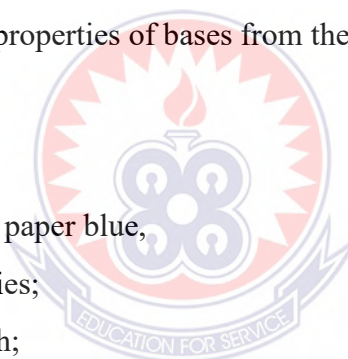 properties of bases from the
paper blue,
ies;
h;
EDUCATION FOR SERVICE